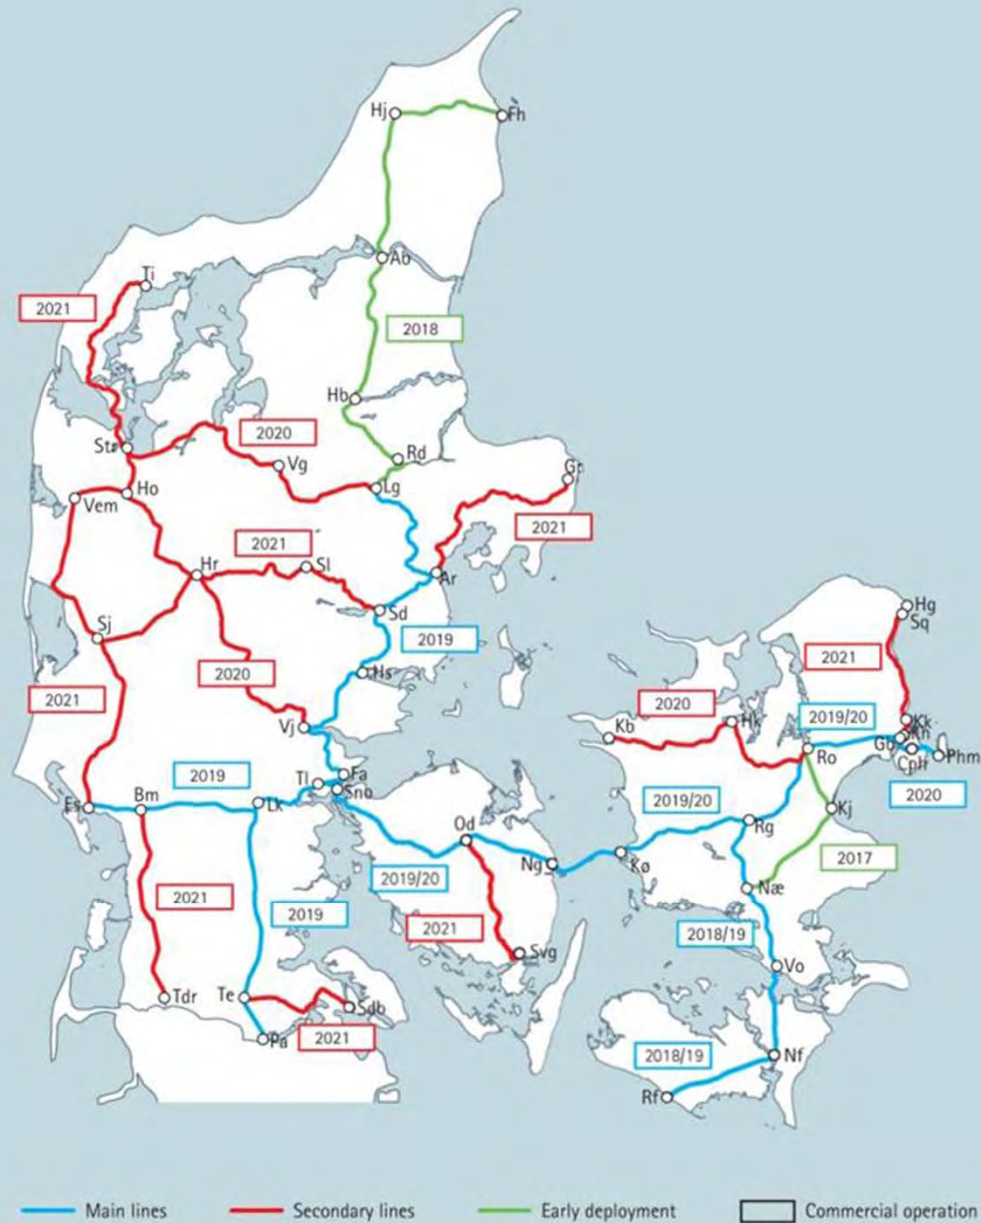 Hj
Fh
Ab
Ti
2021
2018
Hb
Str
2020
Rd
Vg
Lg
Gr
Ho
Vem
2021
2021
Hr
Sl
Ar
Sd
Hg
Sq
Sj
2019
2021
Hs
2020
2021
2020
Kb
Hk
2019/20
Kk
Kh
Gb
Vj
Ro
Cph
Phm
2019
Tl
Fa
Sno
2019/20
2020
Es
Bm
Lk
Od
Rg
Kj
Ng
Kø
2017
2021
2019/20
Næ
2019
2021
2018/19
Svg
Vo
Tdr
Te
Sdb
2021
Pa
2018/19
Nf
Rf
Main lines
Secondary lines
Early deployment
Commercial operation